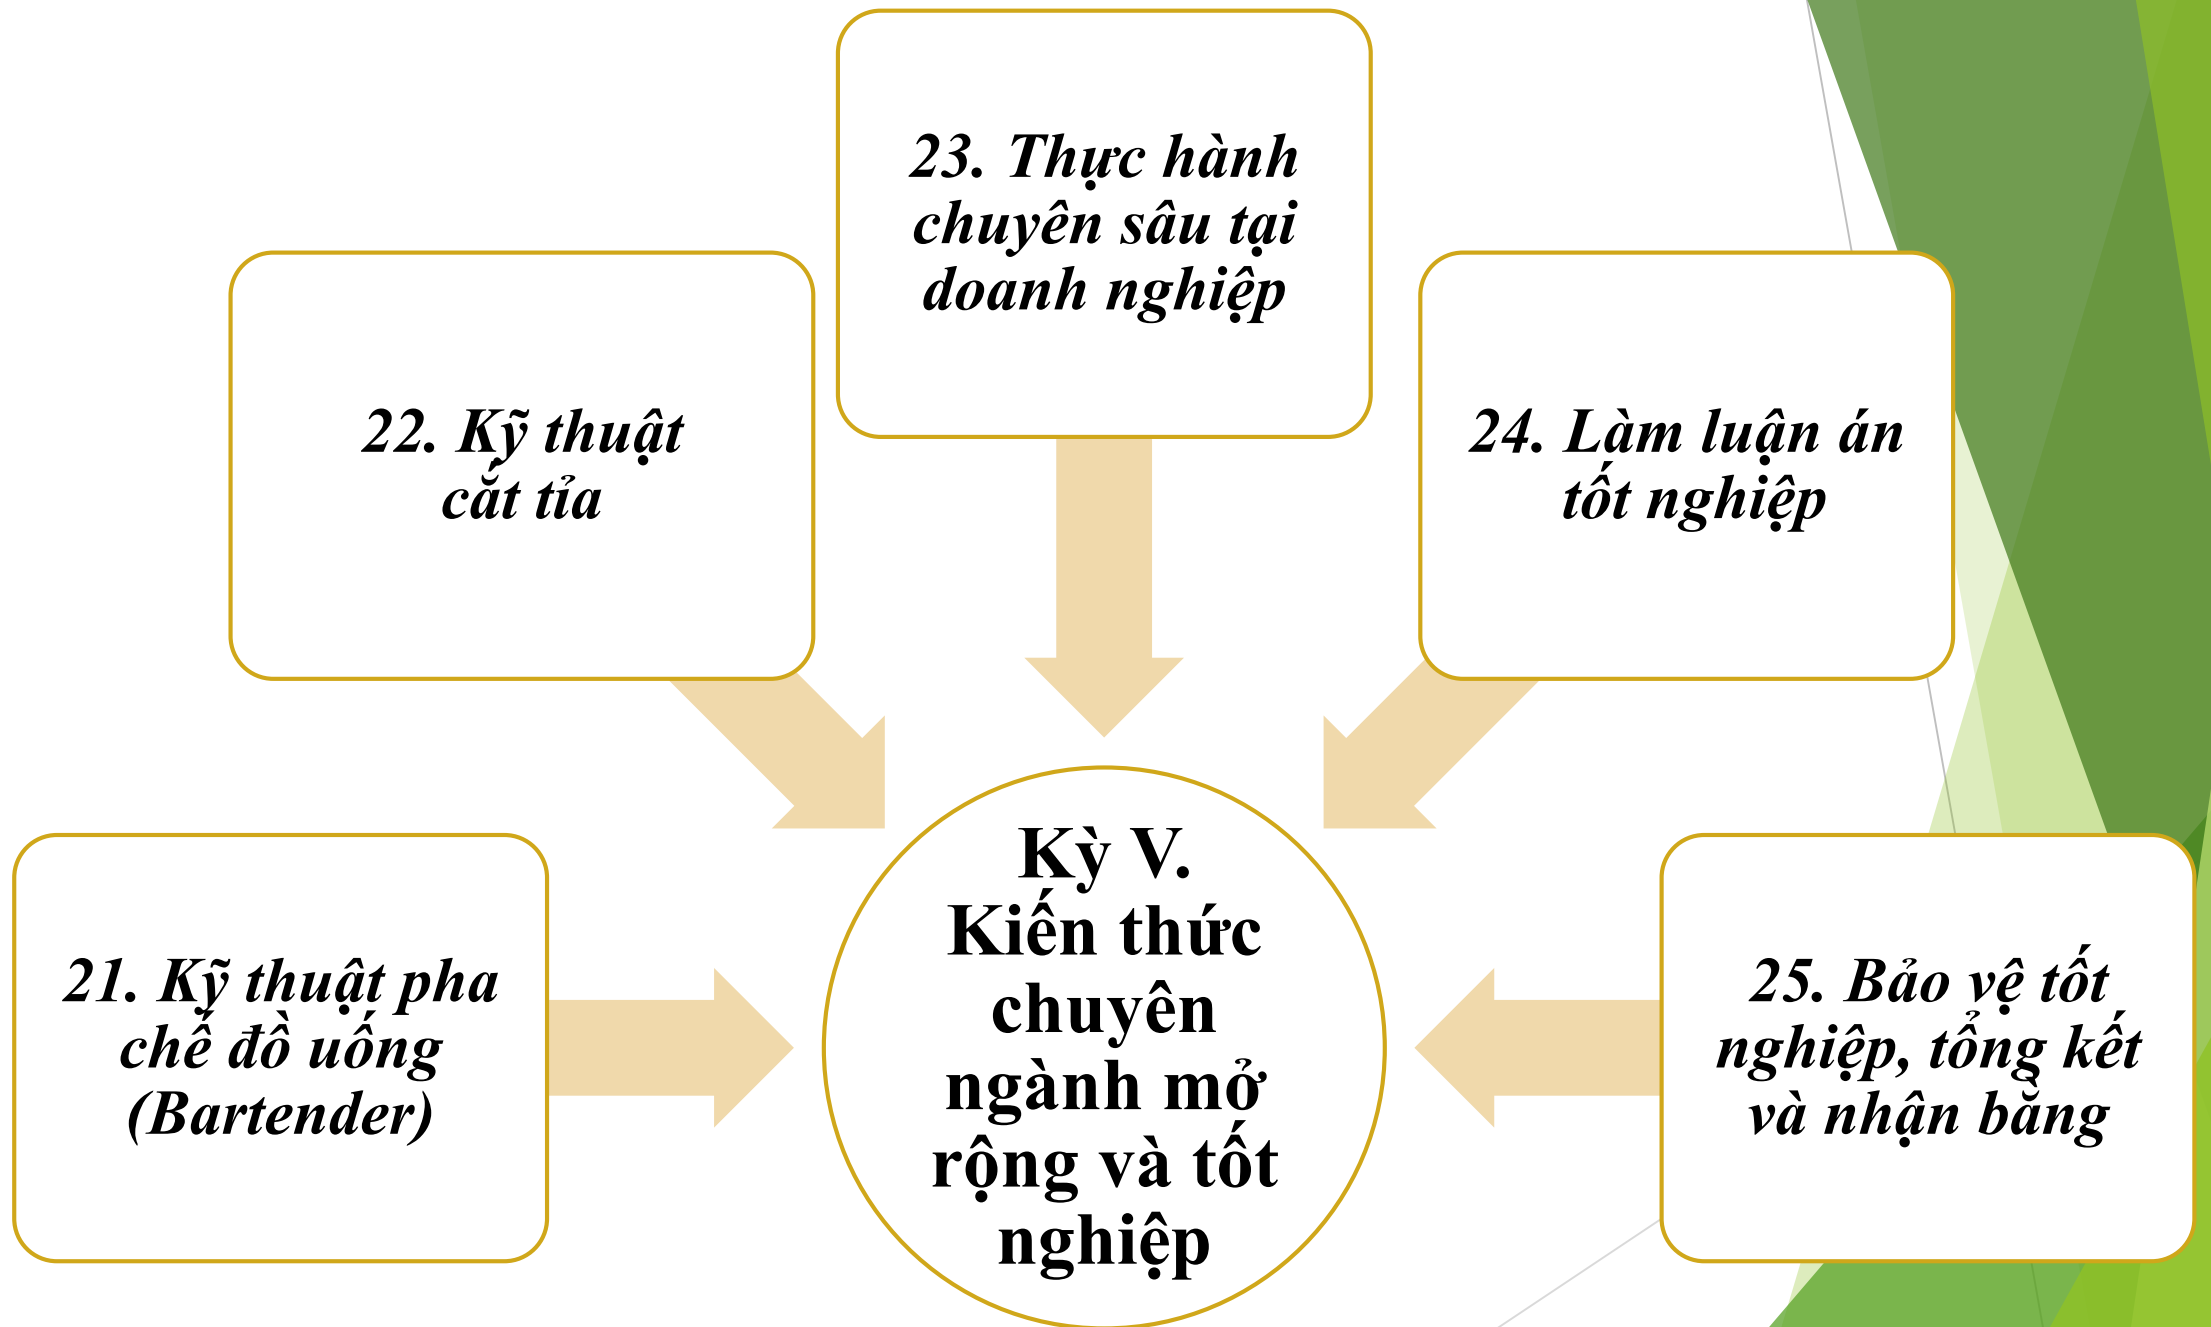 23. Thực hành
chuyên sâu tại
doanh nghiệp
22. Kỹ thuật
cắt tỉa
24. Làm luận án
tốt nghiệp
21. Kỹ thuật pha
chế đồ uống
(Bartender)
Kỳ V.
Kiến thức
chuyên
ngành mở
rộng và tốt
nghiệp
25. Bảo vệ tốt
nghiệp, tổng kết
và nhận bằng